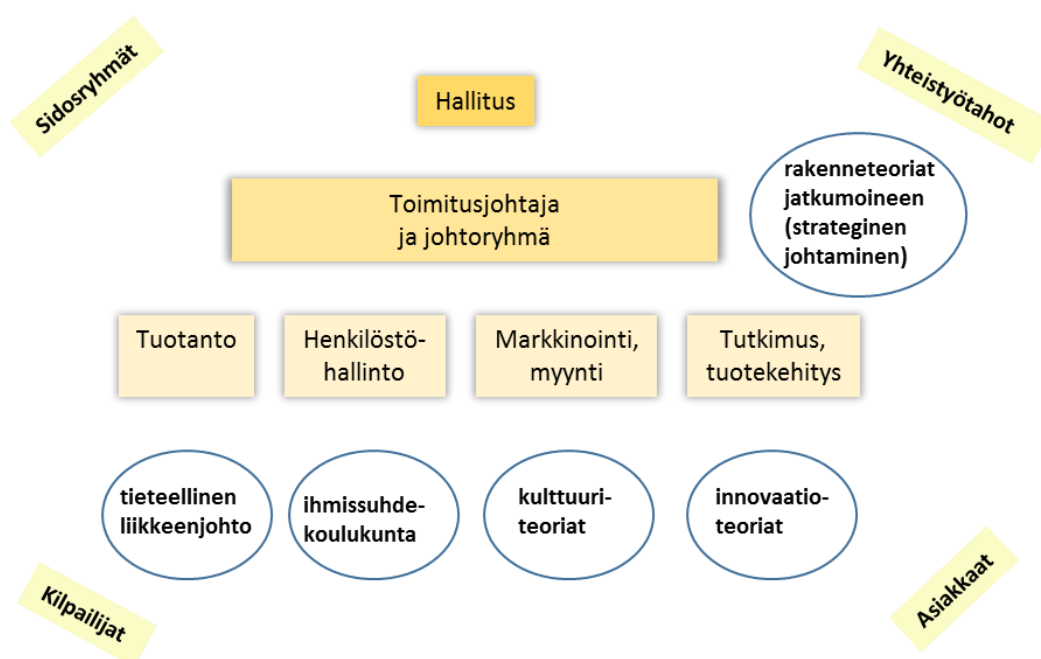 Sidosryhmät
Yhteistyötahot
Hallitus
Toimitusjohtaja
ja johtoryhmä
rakenneteoriat
jatkumoineen
(strateginen
johtaminen)
Tuotanto
Henkilöstö-
hallinto
Markkinointi,
myynti
Tutkimus,
tuotekehitys
tieteellinen
liikkeenjohto
ihmissuhde-
koulukunta
kulttuuri-
teoriat
innovaatio-
teoriat
Kilpailijat
Asiakkaat